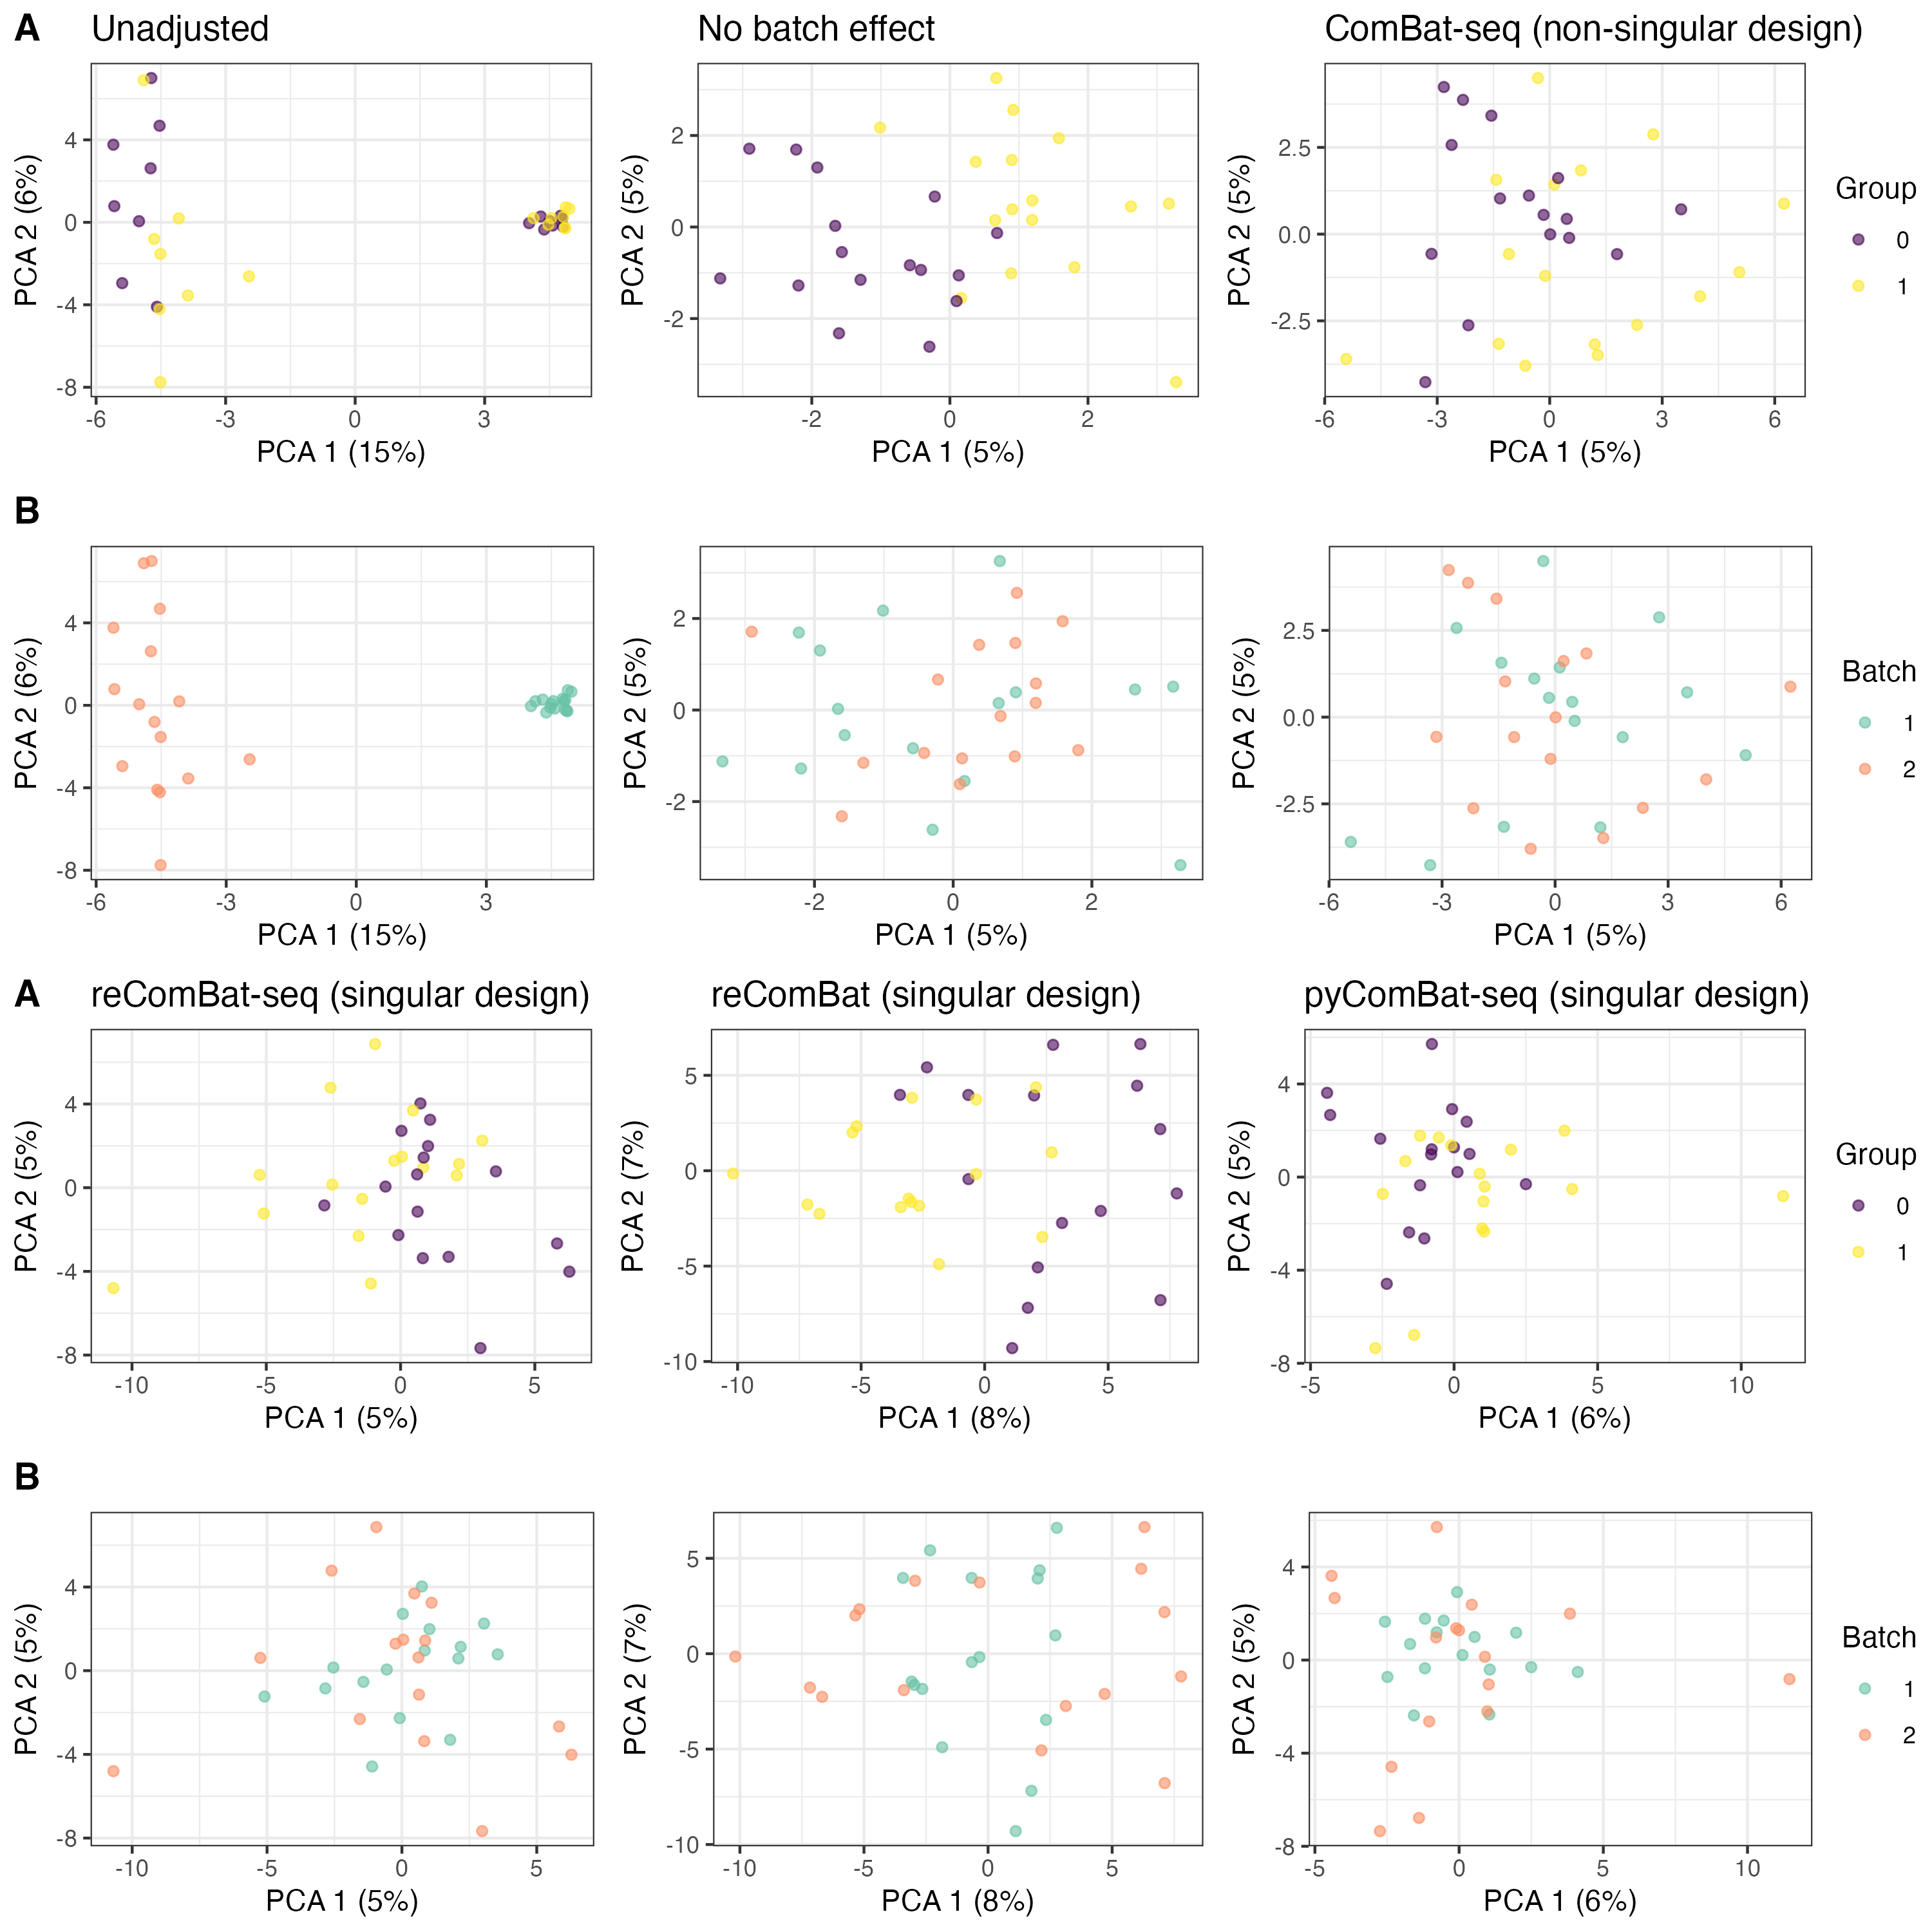 A Unadjusted No batch effect ComBat-seq (non-singular design)
PCA 2 (6%) 4 0 -4 -8 -6 -3 0 3 PCA 1 (15%)
PCA 2 (5%) 2 0 -2 -2 0 2 PCA 1 (5%)
PCA 2 (5%) 2.5 0.0 -2.5 -6 -3 0 3 6 PCA 1 (5%)
Group
0
1
B
PCA 2 (6%) 4 0 -4 -8 -6 -3 0 3 PCA 1 (15%)
PCA 2 (5%) 2 0 -2 -2 0 2 PCA 1 (5%)
PCA 2 (5%) 2.5 0.0 -2.5 -6 -3 0 3 6 PCA 1 (5%)
Batch
1
2
A reComBat-seq (singular design) reComBat (singular design) pyComBat-seq (singular design)
PCA 2 (5%) 4 0 -4 -8 -10 -5 0 5 PCA 1 (5%)
PCA 2 (7%) 5 0 -5 -10 -10 -5 0 5 PCA 1 (8%)
PCA 2 (5%) 4 0 -4 -8 -5 0 5 10 PCA 1 (6%)
Group
0
1
B
PCA 2 (5%) 4 0 -4 -8 -10 -5 0 5 PCA 1 (5%)
PCA 2 (7%) 5 0 -5 -10 -10 -5 0 5 PCA 1 (8%)
PCA 2 (5%) 4 0 -4 -8 -5 0 5 10 PCA 1 (6%)
Batch
1
2